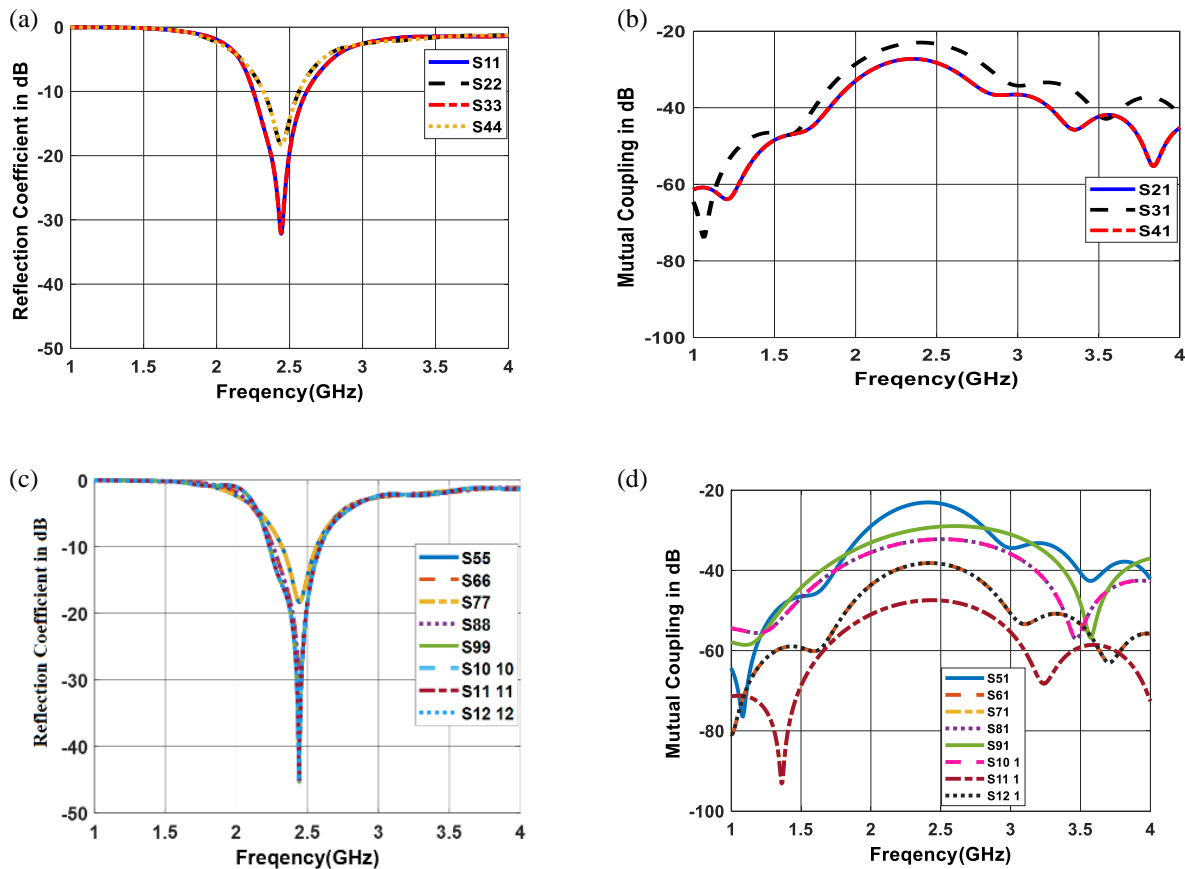 (a)
0
-10
-20
-30
-40
-50
Reflection Coefficient in dB
S11
S22
S33
S44
1
1.5
2
2.5
3
3.5
4
Freqency(GHz)
(b)
-20
-40
-60
-80
-100
Mutual Coupling in dB
S21
S31
S41
1
1.5
2
2.5
3
3.5
4
Freqency(GHz)
(c)
0
-10
-20
-30
-40
-50
Reflection Coefficient in dB
S55
S66
S77
S88
S99
S10 10
S11 11
S12 12
1
1.5
2
2.5
3
3.5
4
Freqency(GHz)
(d)
-20
-40
-60
-80
-100
Mutual Coupling in dB
S51
S61
S71
S81
S91
S10 1
S11 1
S12 1
1
1.5
2
2.5
3
3.5
4
Freqency(GHz)